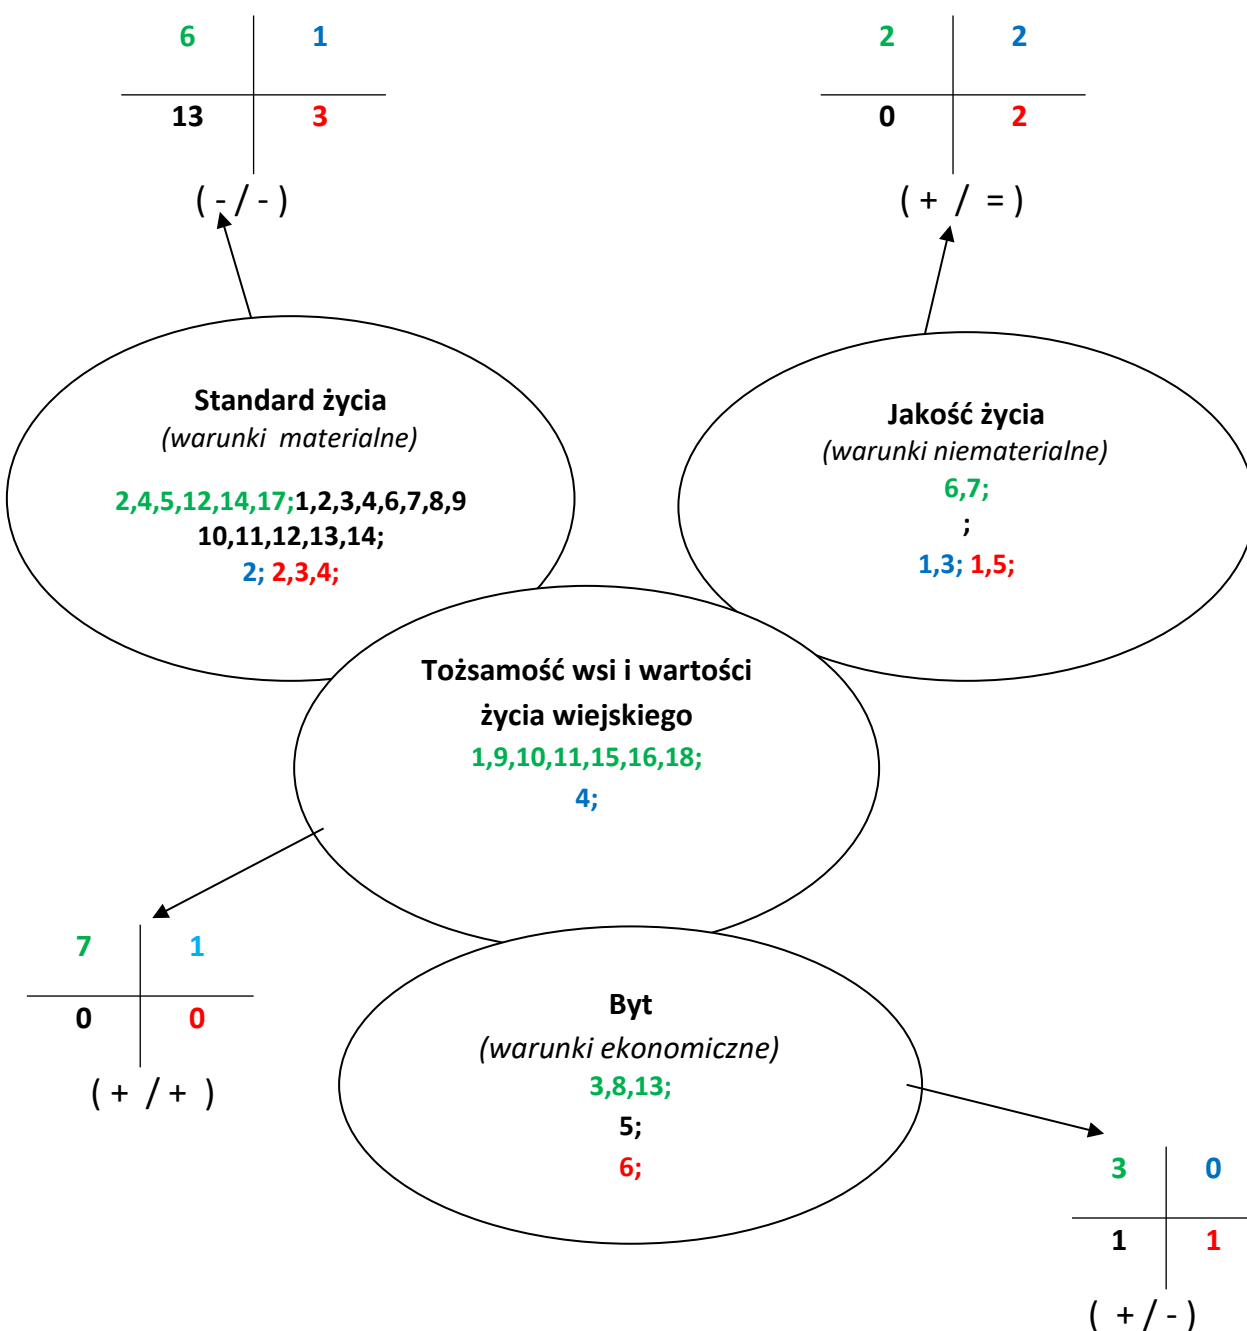 6 1
13 3
( - / - )
2 2
0 2
( + / = )
Standard życia
(warunki materialne)
2,4,5,12,14,17;1,2,3,4,6,7,8,9
10,11,12,13,14;
2; 2,3,4;
Jakość życia
(warunki niematerialne)
6,7;
;
1,3; 1,5;
Tożsamość wsi i wartości
życia wiejskiego
1,9,10,11,15,16,18;
4;
7 1
0 0
( + / + )
Byt
(warunki ekonomiczne)
3,8,13;
5;
6;
3 0
1 1
( + / - )